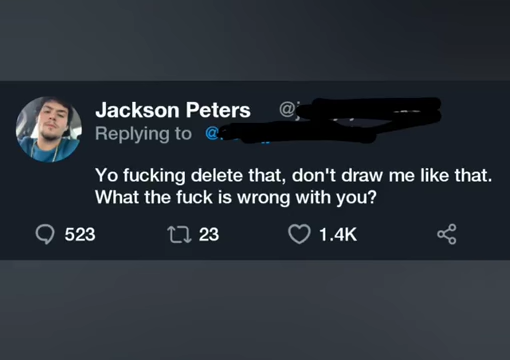 Jackson Peters @
Replying to @
Yo fucking delete that, don't draw me like that.
What the fuck is wrong with you?
523 23 1.4K